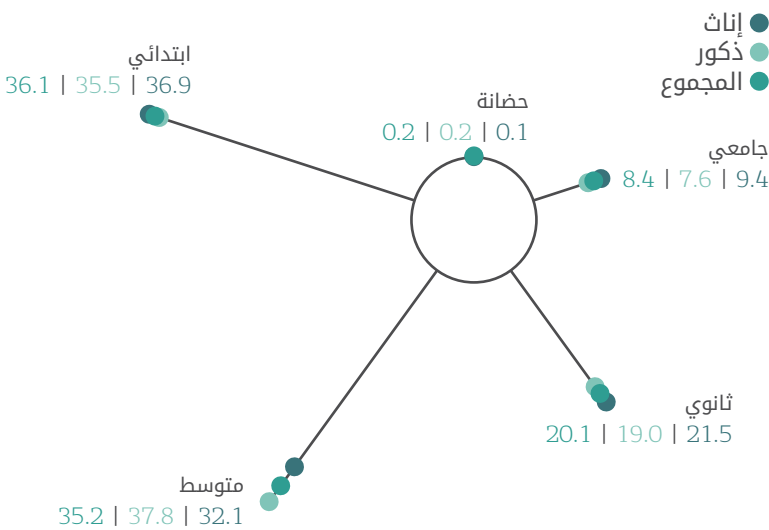 إناث
ذكور
المجموع
ابتدائي
36.9 | 35.5 | 36.1
حضانة
0.1 | 0.2 | 0.2
جامعي
9.4 | 7.6 | 8.4
ثانوي
21.5 | 19.0 | 20.1
متوسط
32.1 | 37.8 | 35.2